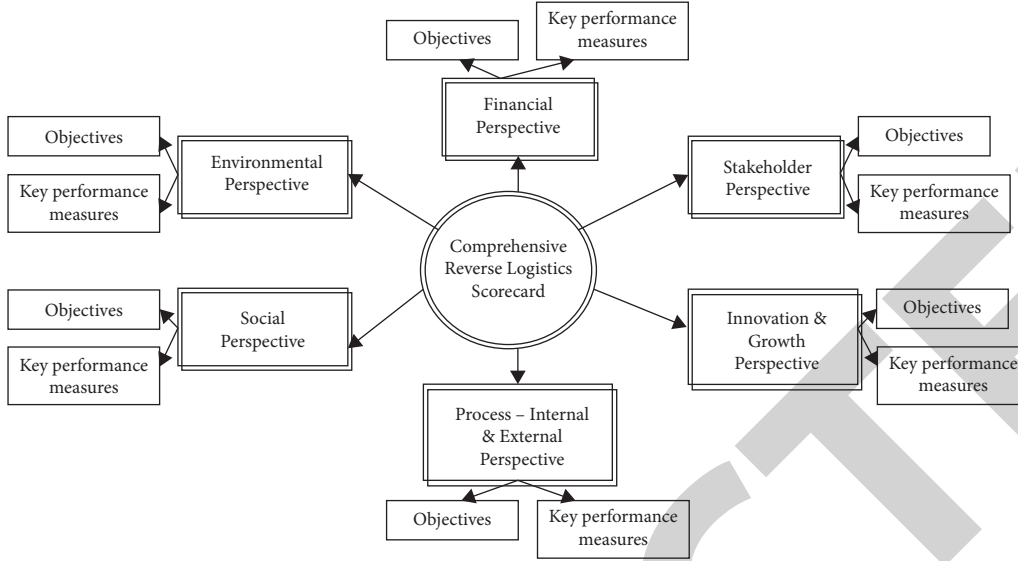 Objectives
Key performance
measures
Financial
Perspective
Objectives
Key performance
measures
Environmental
Perspective
Stakeholder
Perspective
Objectives
Key performance
measures
Comprehensive
Reverse Logistics
Scorecard
Objectives
Key performance
measures
Social
Perspective
Innovation &
Growth
Perspective
Objectives
Key performance
measures
Process – Internal
& External
Perspective
Objectives
Key performance
measures